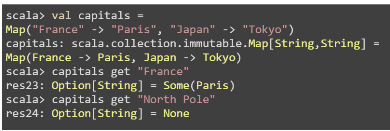 scala> val capitals =
Map("France" -> "Paris", "Japan" -> "Tokyo")
capitals: scala.collection.immutable.Map[String,String] =
Map(France -> Paris, Japan -> Tokyo)
scala> capitals get "France"
res23: Option[String] = Some(Paris)
scala> capitals get "North Pole"
res24: Option[String] = None